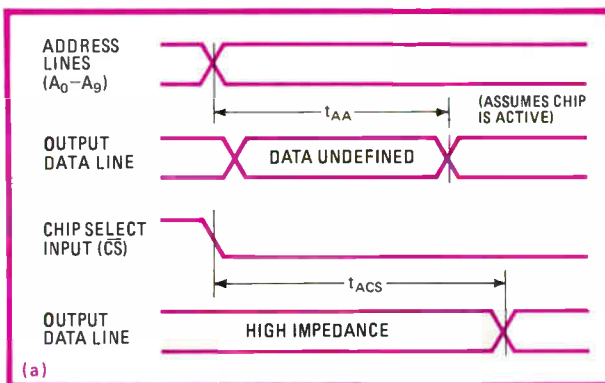 ADDRESS
LINES
(A₀–A₉)
tAA
(ASSUMES CHIP
IS ACTIVE)
OUTPUT
DATA LINE
DATA UNDEFINED
CHIP SELECT
INPUT (C̅S̅)
tACS
OUTPUT
DATA LINE
HIGH IMPEDANCE
(a)